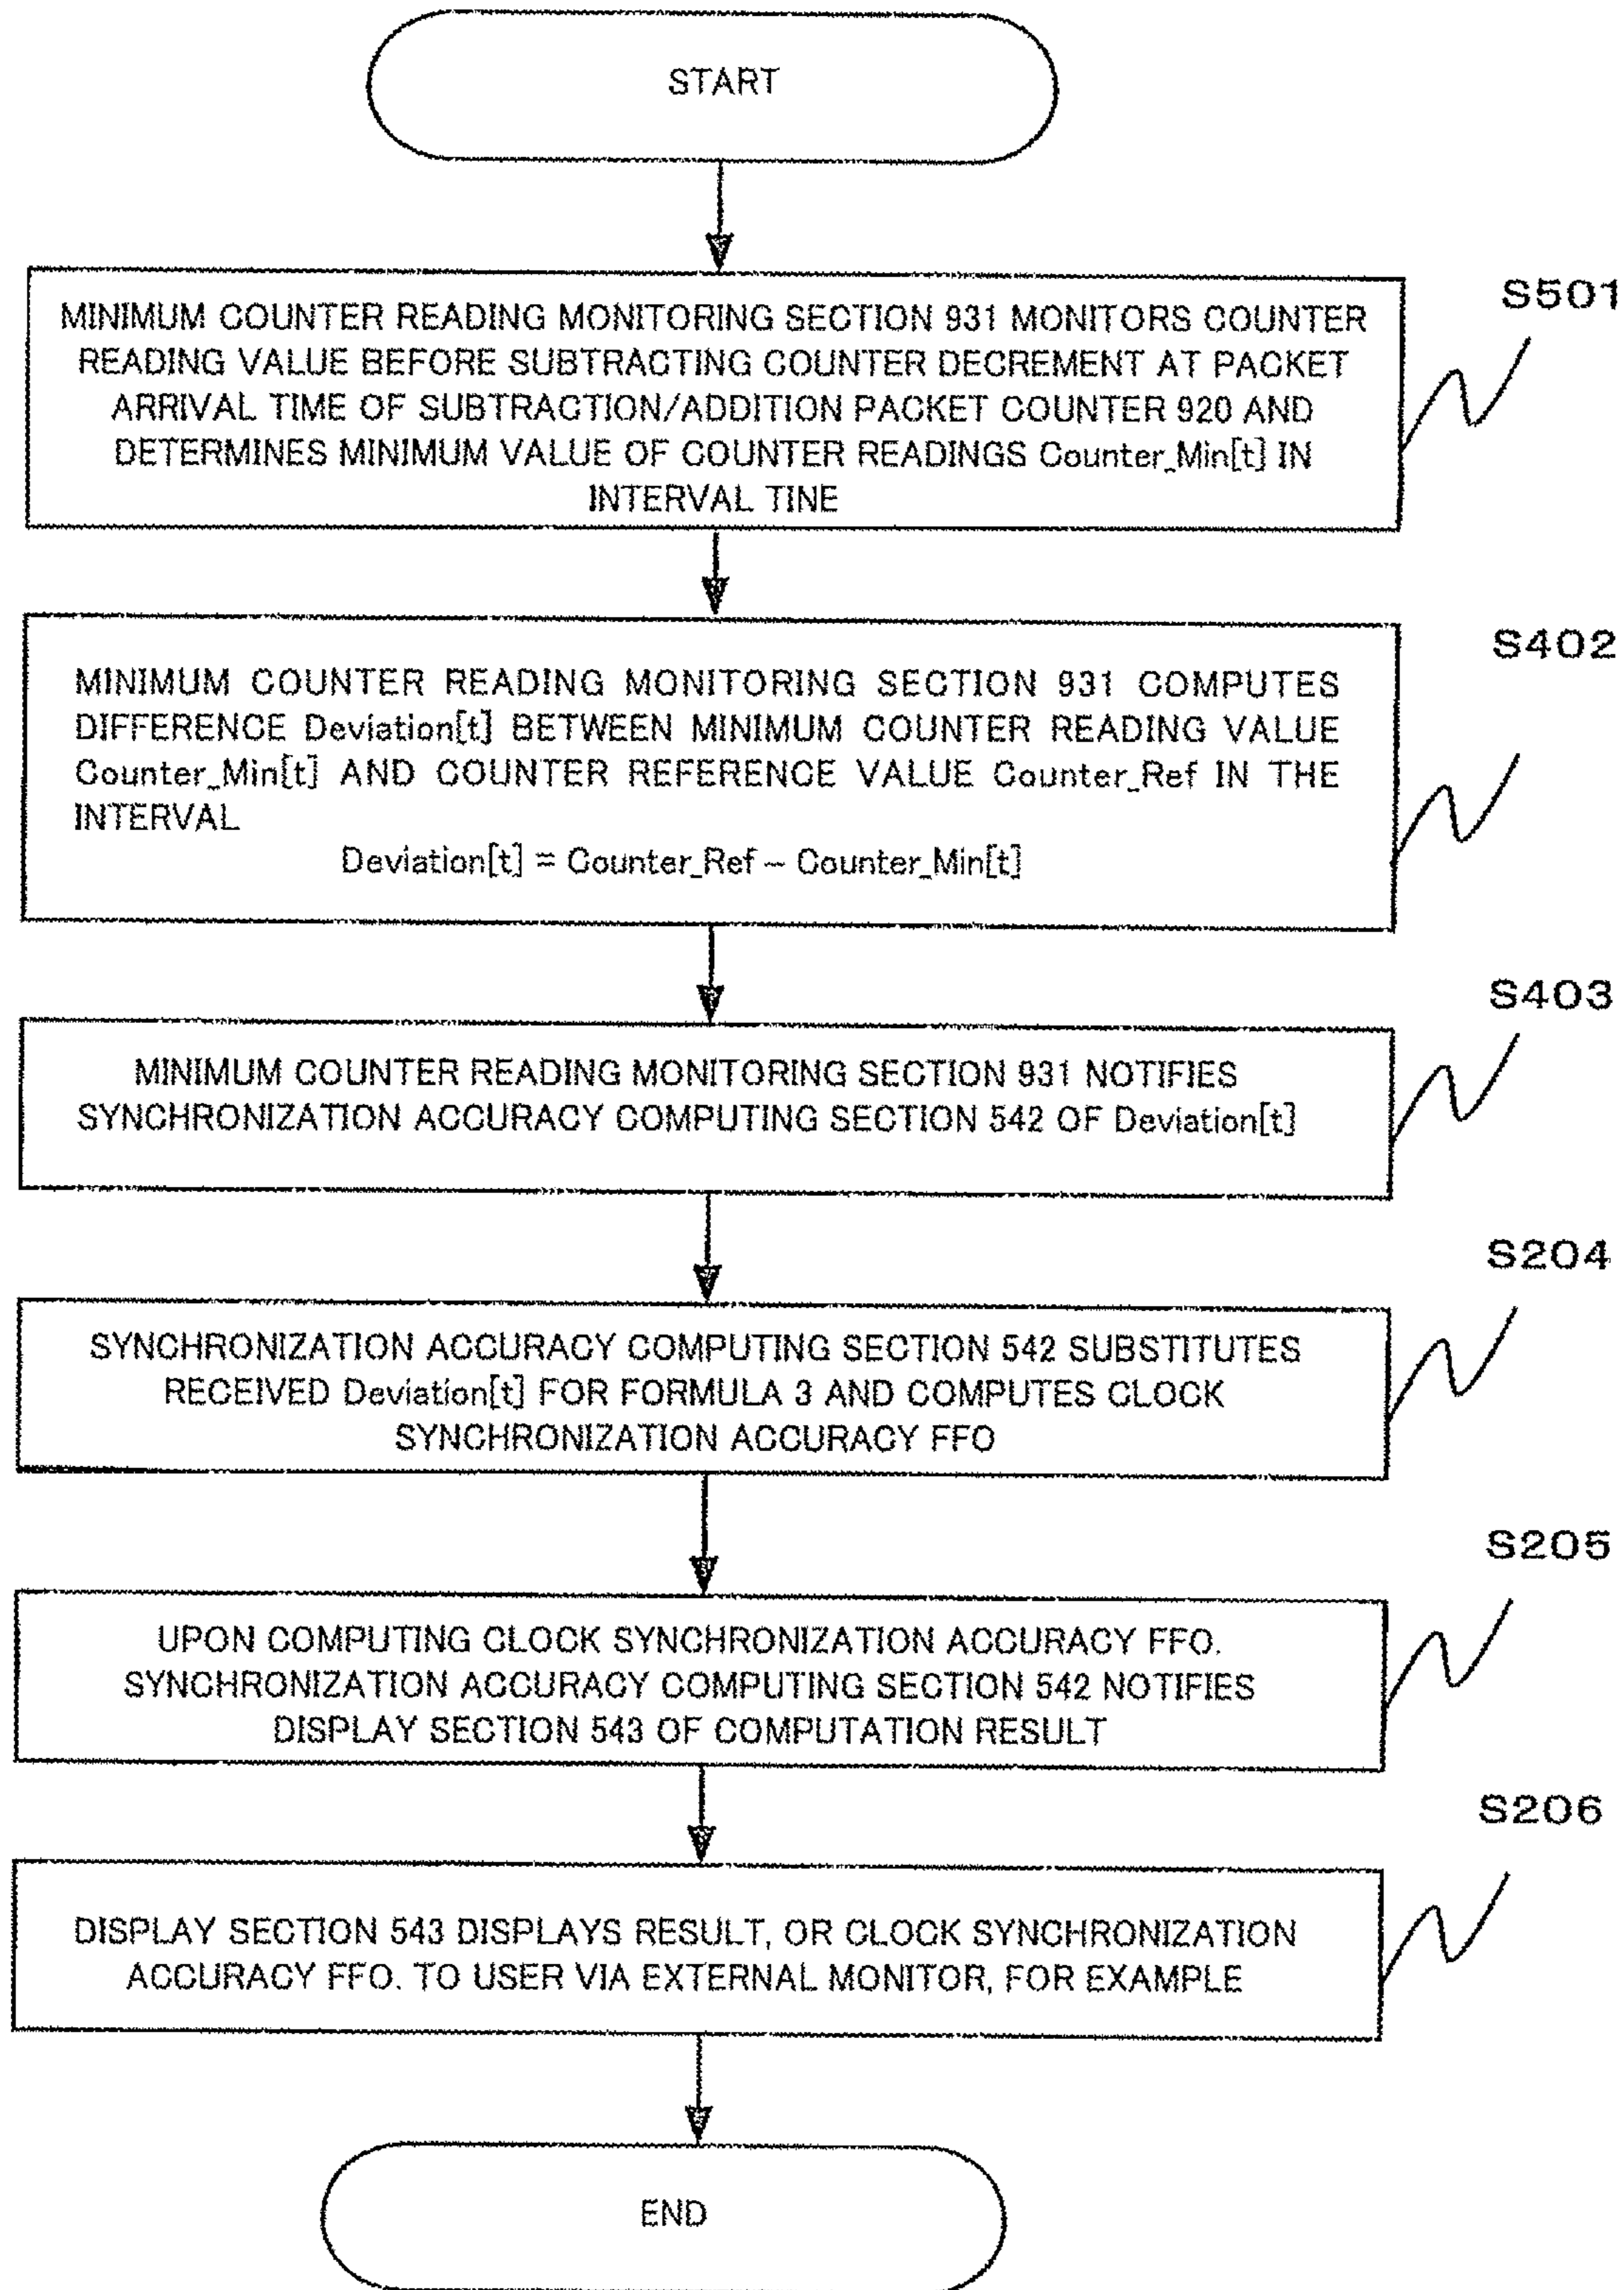 START
S501
MINIMUM COUNTER READING MONITORING SECTION 931 MONITORS COUNTER
READING VALUE BEFORE SUBTRACTING COUNTER DECREMENT AT PACKET
ARRIVAL TIME OF SUBTRACTION/ADDITION PACKET COUNTER 920 AND
DETERMINES MINIMUM VALUE OF COUNTER READINGS Counter_Min[t] IN
INTERVAL TINE
S402
MINIMUM COUNTER READING MONITORING SECTION 931 COMPUTES
DIFFERENCE Deviation[t] BETWEEN MINIMUM COUNTER READING VALUE
Counter_Min[t] AND COUNTER REFERENCE VALUE Counter_Ref IN THE
INTERVAL
Deviation[t] = Counter_Ref – Counter_Min[t]
S403
MINIMUM COUNTER READING MONITORING SECTION 931 NOTIFIES
SYNCHRONIZATION ACCURACY COMPUTING SECTION 542 OF Deviation[t]
S204
SYNCHRONIZATION ACCURACY COMPUTING SECTION 542 SUBSTITUTES
RECEIVED Deviation[t] FOR FORMULA 3 AND COMPUTES CLOCK
SYNCHRONIZATION ACCURACY FFO
S205
UPON COMPUTING CLOCK SYNCHRONIZATION ACCURACY FFO.
SYNCHRONIZATION ACCURACY COMPUTING SECTION 542 NOTIFIES
DISPLAY SECTION 543 OF COMPUTATION RESULT
S206
DISPLAY SECTION 543 DISPLAYS RESULT, OR CLOCK SYNCHRONIZATION
ACCURACY FFO. TO USER VIA EXTERNAL MONITOR, FOR EXAMPLE
END